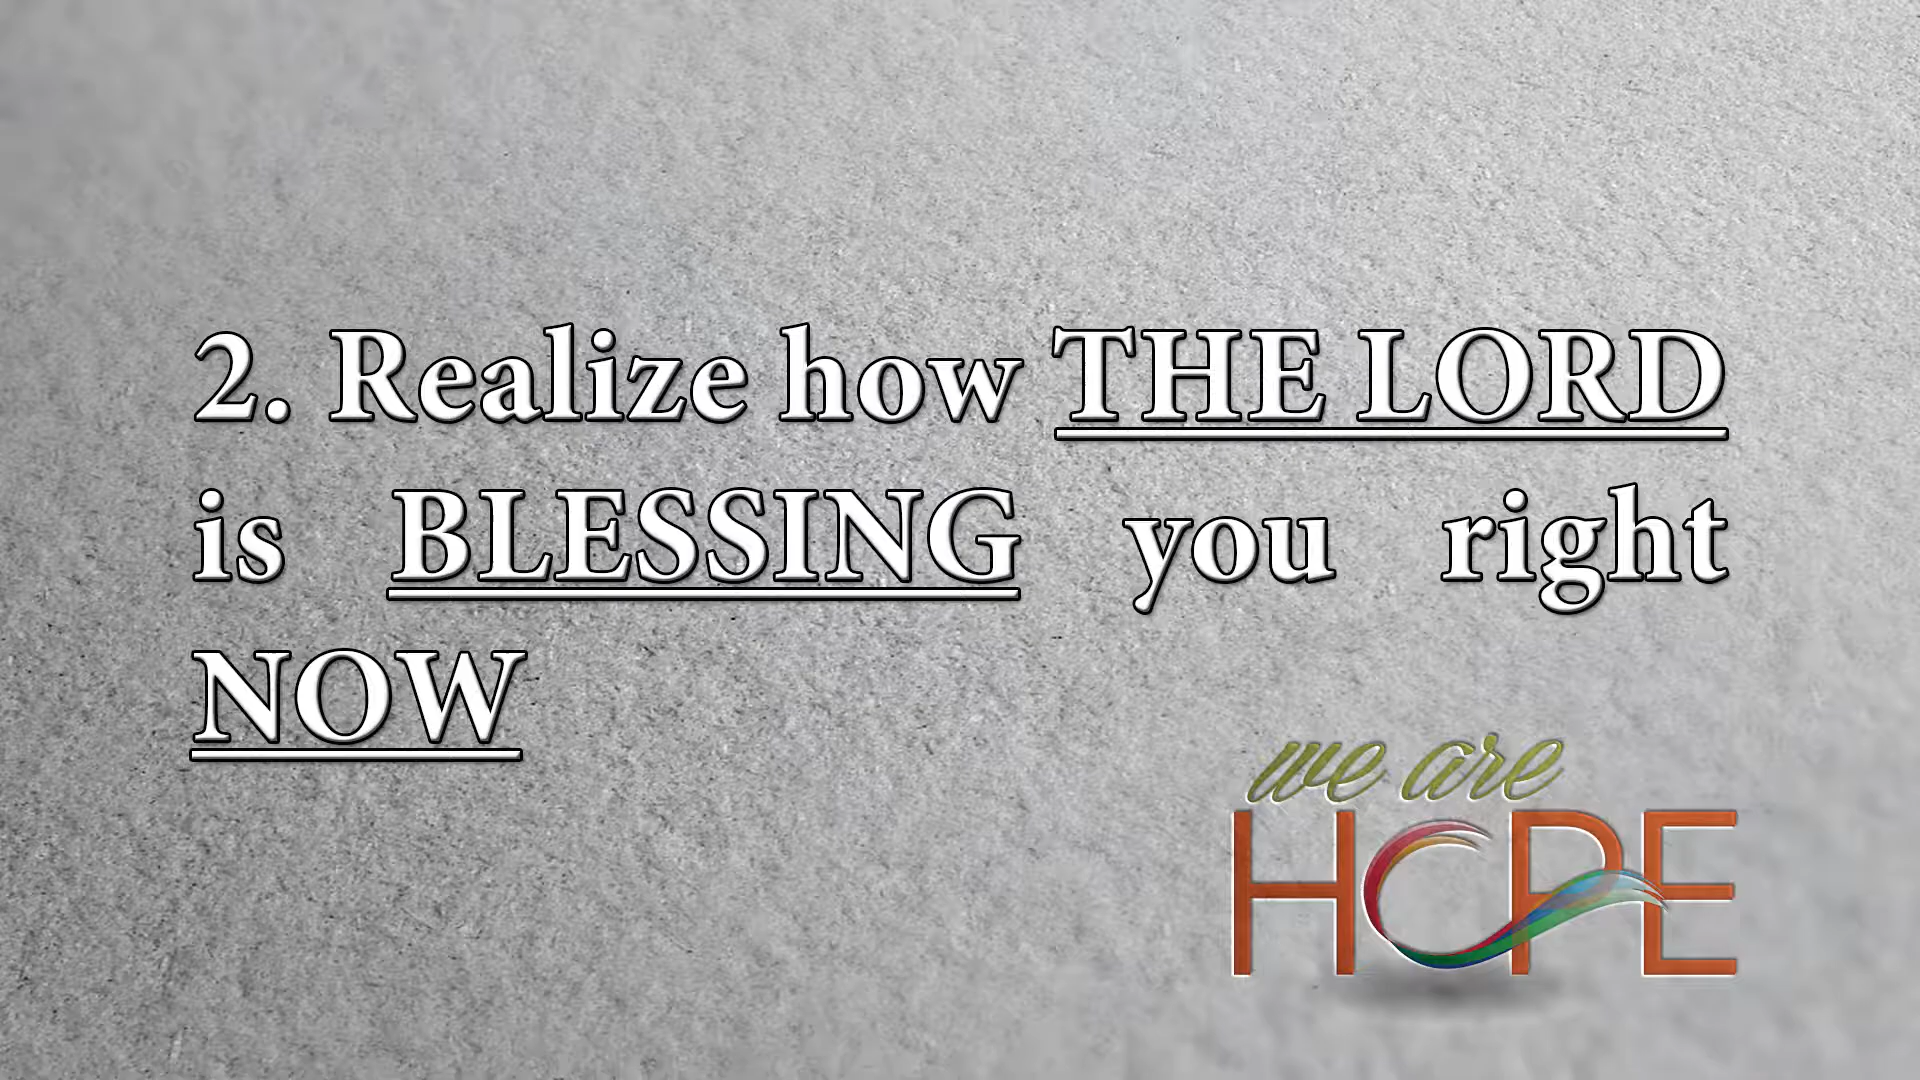 2. Realize how THE LORD
is BLESSING you right
NOW
we are
HOPE